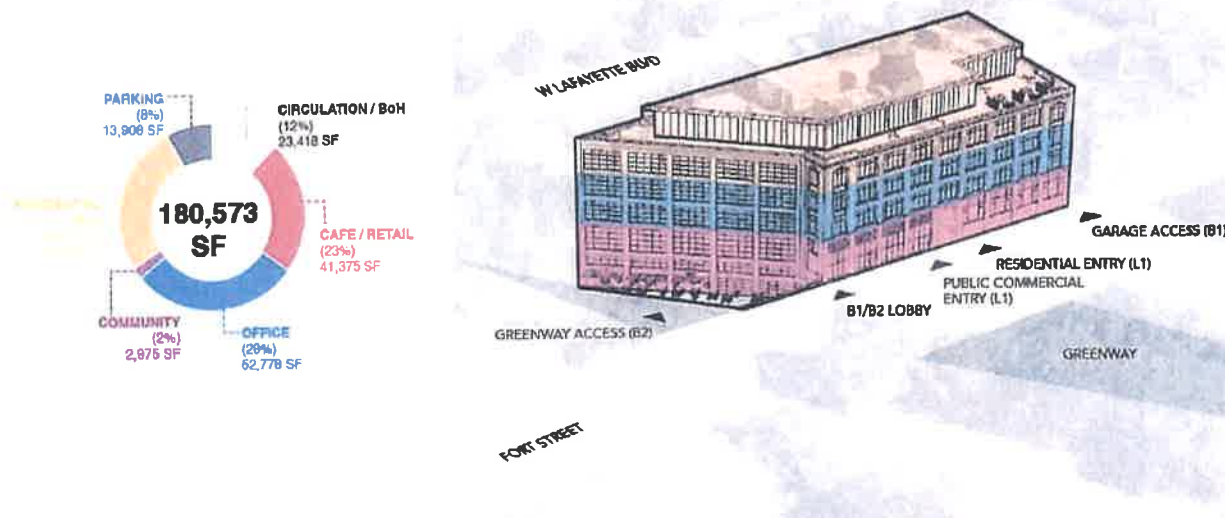 PARKING
(8%)
13,908 SF
CIRCULATION / BoH
(12%)
23,418 SF
180,573
SF
CAFE / RETAIL
(23%)
41,375 SF
COMMUNITY
(2%)
2,975 SF
OFFICE
(29%)
52,778 SF
W LAFAYETTE BLVD
GARAGE ACCESS (B1)
RESIDENTIAL ENTRY (L1)
PUBLIC COMMERCIAL
ENTRY (L1)
B1/B2 LOBBY
GREENWAY ACCESS (B2)
GREENWAY
FORT STREET